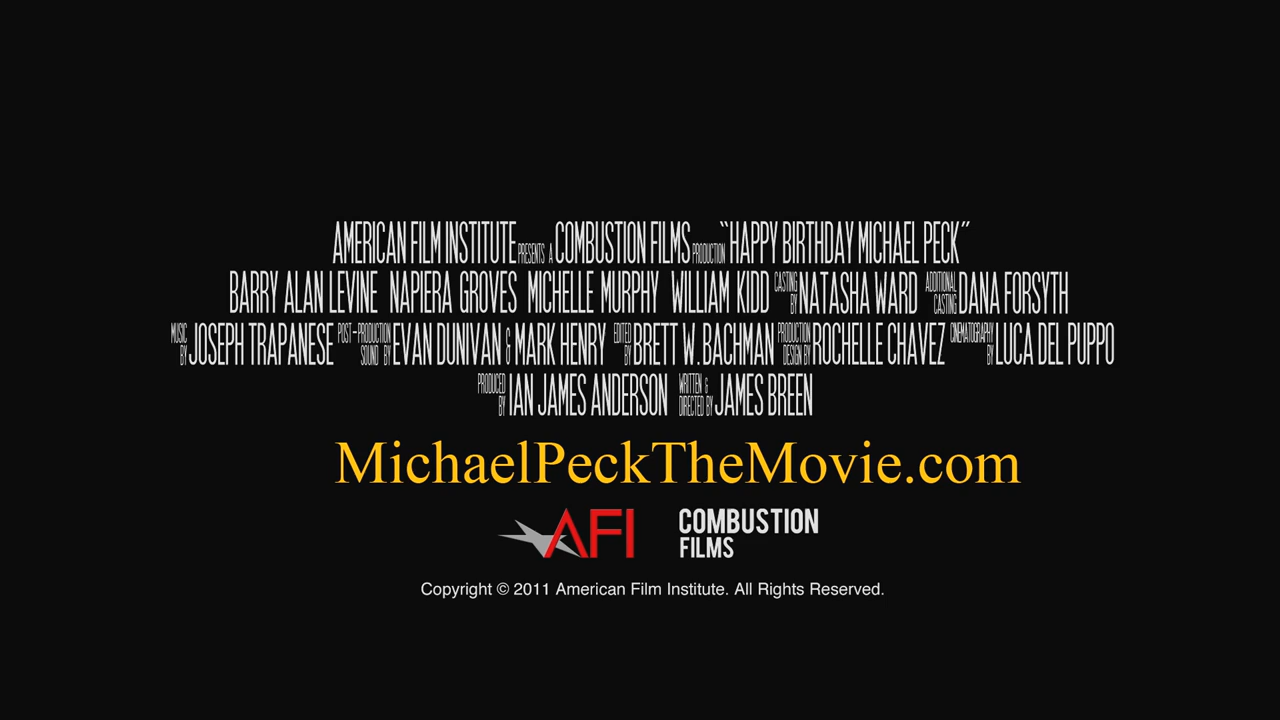 AMERICAN FILM INSTITUTE PRESENTS A COMBUSTION FILMS PRODUCTION "HAPPY BIRTHDAY MICHAEL PECK"
BARRY ALAN LEVINE NAPIERA GROVES MICHELLE MURPHY WILLIAM KIDD CASTING BY NATASHA WARD ADDITIONAL CASTING DANA FORSYTH
MUSIC BY JOSEPH TRAPANESE POST-PRODUCTION SOUND BY EVAN DUNIVAN & MARK HENRY EDITED BY BRETT W. BACHMAN PRODUCTION DESIGN BY ROCHELLE CHAVEZ CINEMATOGRAPHY BY LUCA DEL PUPPO
PRODUCED BY IAN JAMES ANDERSON WRITTEN & DIRECTED BY JAMES BREEN
MichaelPeckTheMovie.com
AFI COMBUSTION
FILMS
Copyright © 2011 American Film Institute. All Rights Reserved.